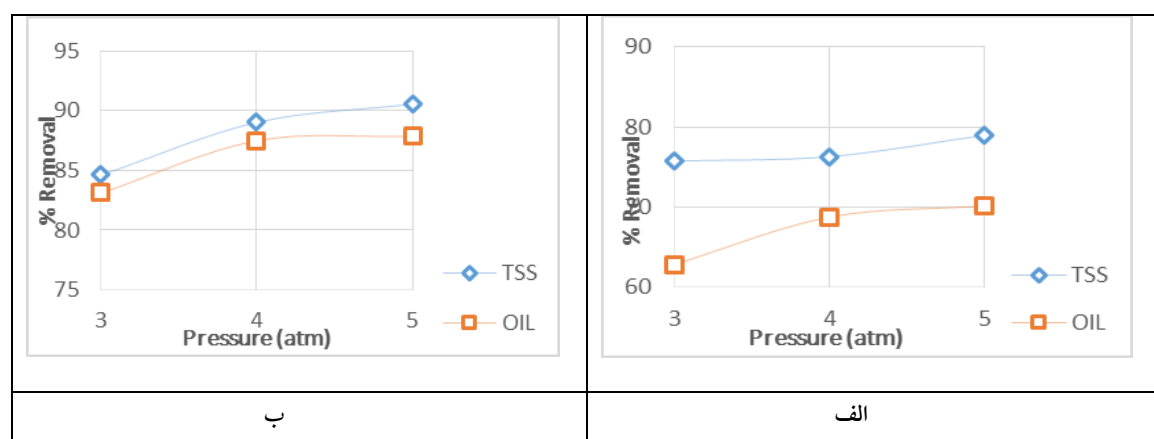 95
90
85
80
75
% Removal
3
4
5
Pressure (atm)
TSS
OIL
90
80
70
60
% Removal
3
4
5
Pressure (atm)
TSS
OIL
ب
الف